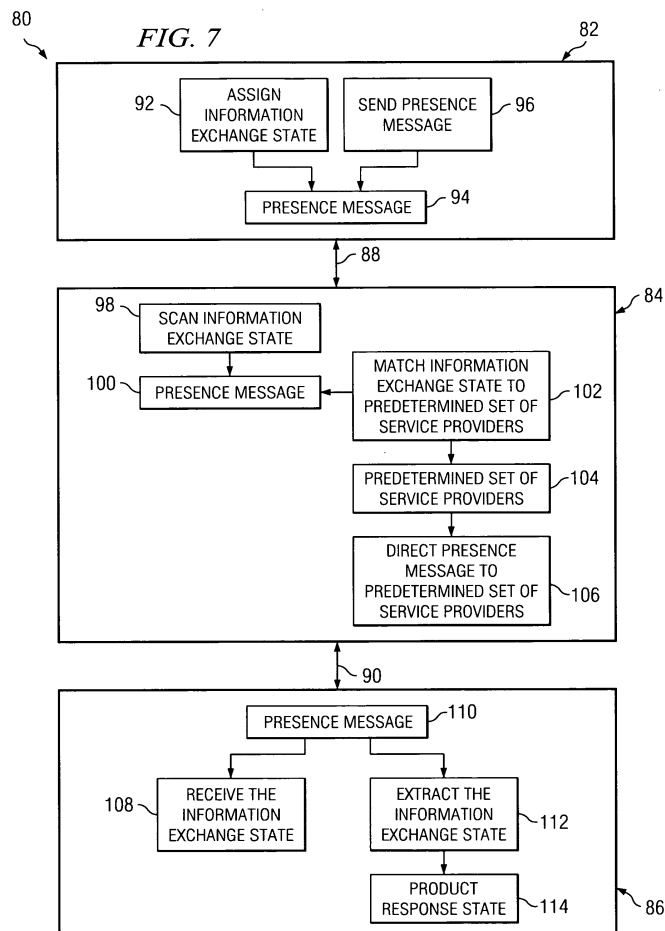 80
FIG. 7
82
92
ASSIGN
INFORMATION
EXCHANGE STATE
SEND PRESENCE
MESSAGE
96
PRESENCE MESSAGE
94
88
98
SCAN INFORMATION
EXCHANGE STATE
84
100
PRESENCE MESSAGE
MATCH INFORMATION
EXCHANGE STATE TO
PREDETERMINED SET OF
SERVICE PROVIDERS
102
PREDETERMINED SET OF
SERVICE PROVIDERS
104
DIRECT PRESENCE
MESSAGE TO
PREDETERMINED SET OF
SERVICE PROVIDERS
106
90
PRESENCE MESSAGE
110
108
RECEIVE THE
INFORMATION
EXCHANGE STATE
EXTRACT THE
INFORMATION
EXCHANGE STATE
112
PRODUCT
RESPONSE STATE
114
86